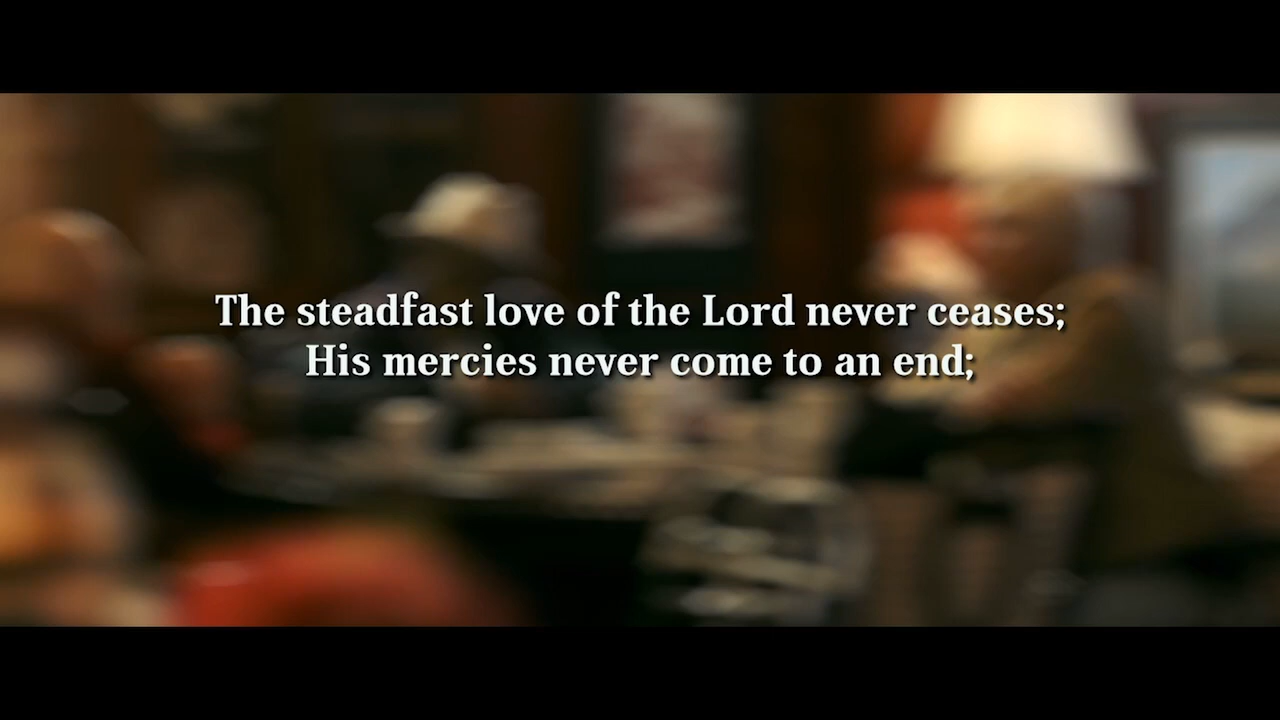 The steadfast love of the Lord never ceases;
His mercies never come to an end;